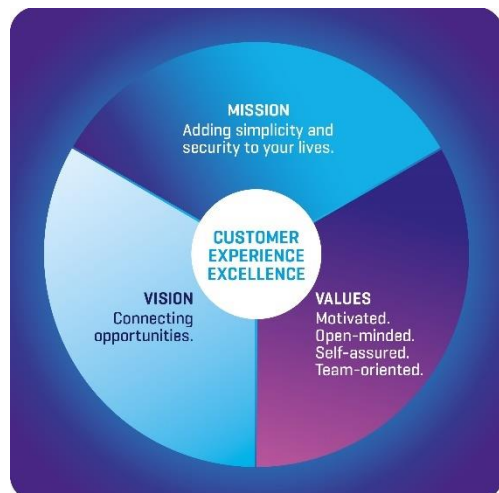 MISSION
Adding simplicity and
security to your lives.
CUSTOMER
EXPERIENCE
EXCELLENCE
VISION
Connecting
opportunities.
VALUES
Motivated.
Open-minded.
Self-assured.
Team-oriented.